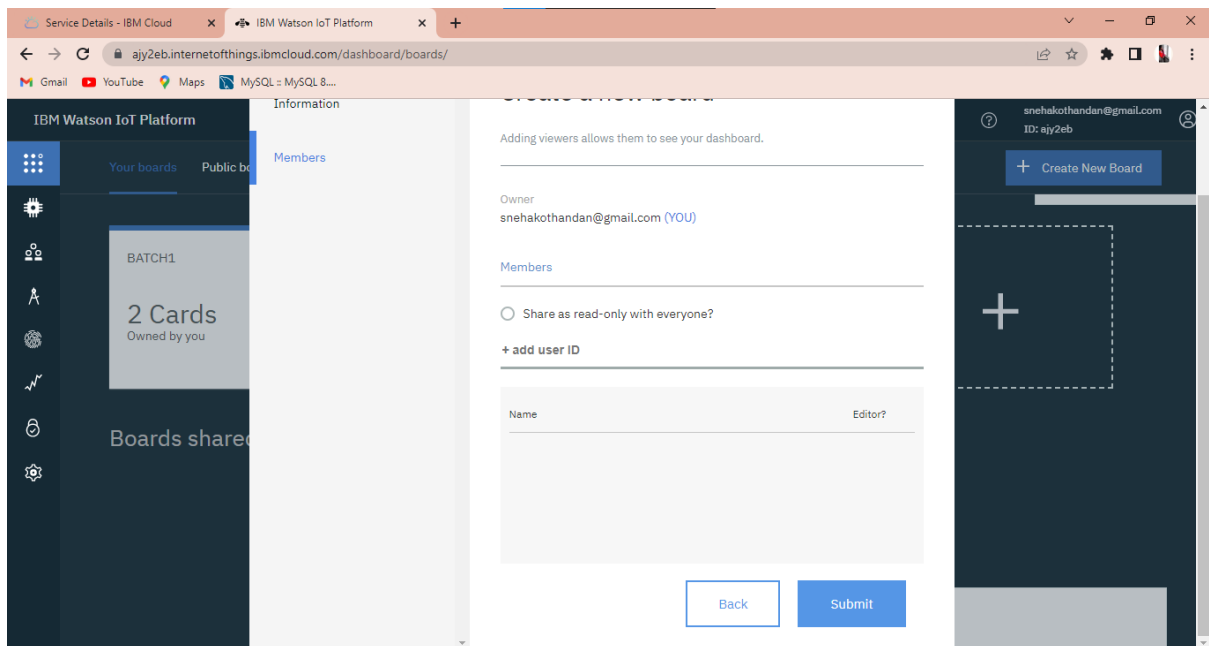 Service Details - IBM Cloud
IBM Watson IoT Platform
ajy2eb.internetofthings.ibmcloud.com/dashboard/boards/
Gmail
YouTube
Maps
MySQL :: MySQL 8....
IBM Watson IoT Platform
Information
Create a new board
snehakothandan@gmail.com
ID: ajy2eb
Your boards
Public bo
Members
Adding viewers allows them to see your dashboard.
+ Create New Board
Owner
snehakothandan@gmail.com (YOU)
BATCH1
2 Cards
Owned by you
Members
Share as read-only with everyone?
+ add user ID
Name Editor?
Boards shared
Back
Submit